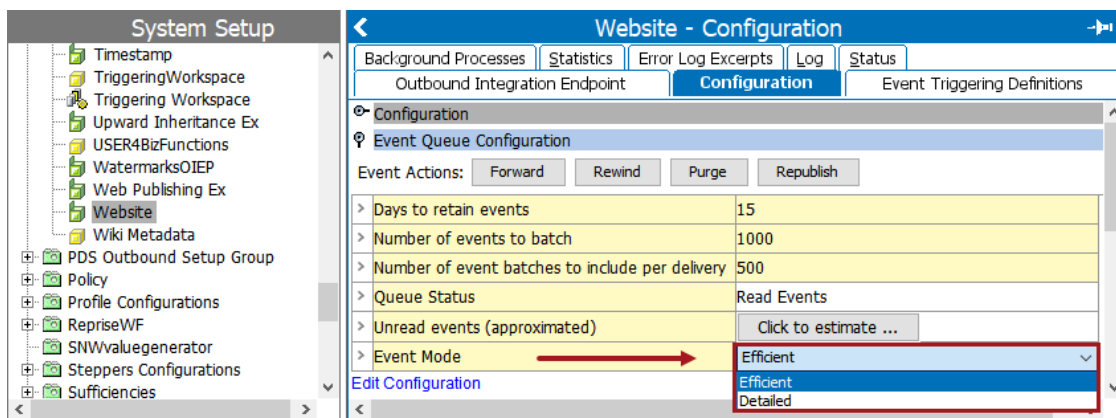 System Setup
Timestamp
TriggeringWorkspace
Triggering Workspace
Upward Inheritance Ex
USER4BizFunctions
WatermarksOIEP
Web Publishing Ex
Website
Wiki Metadata
PDS Outbound Setup Group
Policy
Profile Configurations
RepriseWF
SNWvaluegenerator
Steppers Configurations
Sufficiencies
Website - Configuration
Background Processes Statistics Error Log Excerpts Log Status
Outbound Integration Endpoint Configuration Event Triggering Definitions
Configuration
Event Queue Configuration
Event Actions: Forward Rewind Purge Republish
> Days to retain events 15
> Number of events to batch 1000
> Number of event batches to include per delivery 500
> Queue Status Read Events
> Unread events (approximated) Click to estimate ...
> Event Mode Efficient
Efficient
Detailed
Edit Configuration